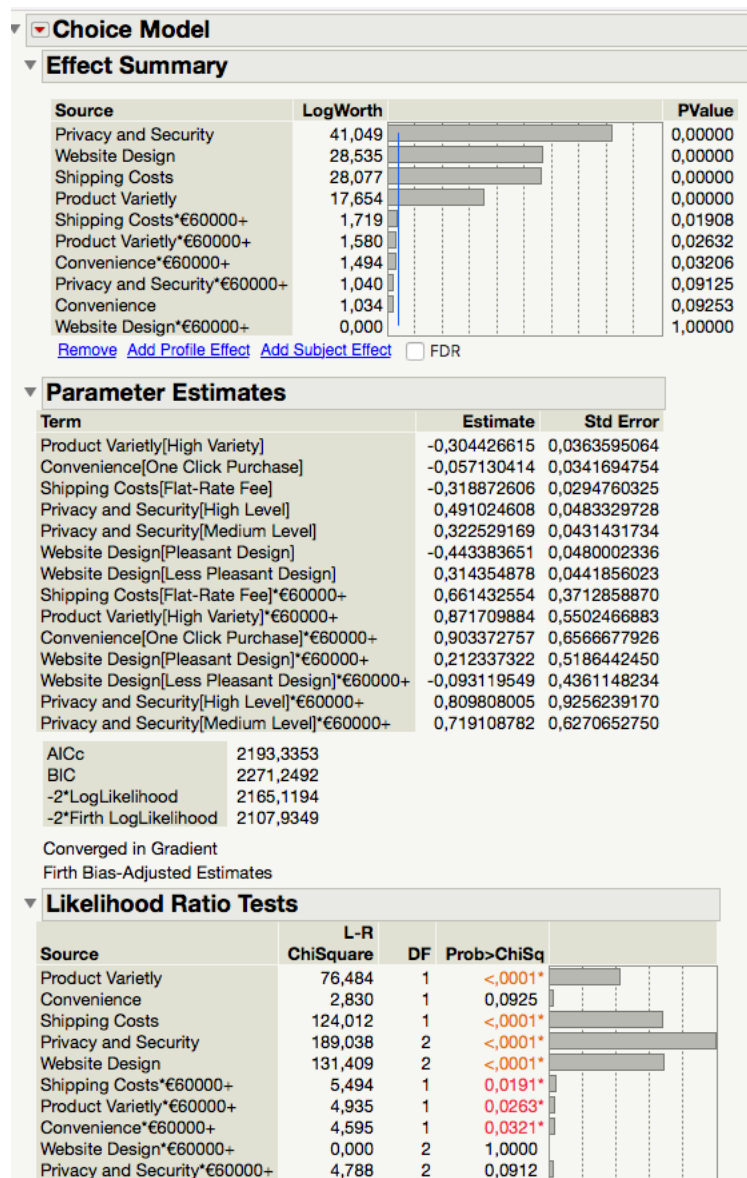 Choice Model
Effect Summary
Source LogWorth PValue
Privacy and Security 41,049 0,00000
Website Design 28,535 0,00000
Shipping Costs 28,077 0,00000
Product Varietly 17,654 0,00000
Shipping Costs*€60000+ 1,719 0,01908
Product Varietly*€60000+ 1,580 0,02632
Convenience*€60000+ 1,494 0,03206
Privacy and Security*€60000+ 1,040 0,09125
Convenience 1,034 0,09253
Website Design*€60000+ 0,000 1,00000
Remove Add Profile Effect Add Subject Effect FDR
Parameter Estimates
Term Estimate Std Error
Product Varietly[High Variety] -0,304426615 0,0363595064
Convenience[One Click Purchase] -0,057130414 0,0341694754
Shipping Costs[Flat-Rate Fee] -0,318872606 0,0294760325
Privacy and Security[High Level] 0,491024608 0,0483329728
Privacy and Security[Medium Level] 0,322529169 0,0431431734
Website Design[Pleasant Design] -0,443383651 0,0480002336
Website Design[Less Pleasant Design] 0,314354878 0,0441856023
Shipping Costs[Flat-Rate Fee]*€60000+ 0,661432554 0,3712858870
Product Varietly[High Variety]*€60000+ 0,871709884 0,5502466883
Convenience[One Click Purchase]*€60000+ 0,903372757 0,6566677926
Website Design[Pleasant Design]*€60000+ 0,212337322 0,5186442450
Website Design[Less Pleasant Design]*€60000+ -0,093119549 0,4361148234
Privacy and Security[High Level]*€60000+ 0,809808005 0,9256239170
Privacy and Security[Medium Level]*€60000+ 0,719108782 0,6270652750
AICc 2193,3353
BIC 2271,2492
-2*LogLikelihood 2165,1194
-2*Firth LogLikelihood 2107,9349
Converged in Gradient
Firth Bias-Adjusted Estimates
Likelihood Ratio Tests
L-R
Source ChiSquare DF Prob>ChiSq
Product Varietly 76,484 1 <,0001*
Convenience 2,830 1 0,0925
Shipping Costs 124,012 1 <,0001*
Privacy and Security 189,038 2 <,0001*
Website Design 131,409 2 <,0001*
Shipping Costs*€60000+ 5,494 1 0,0191*
Product Varietly*€60000+ 4,935 1 0,0263*
Convenience*€60000+ 4,595 1 0,0321*
Website Design*€60000+ 0,000 2 1,0000
Privacy and Security*€60000+ 4,788 2 0,0912